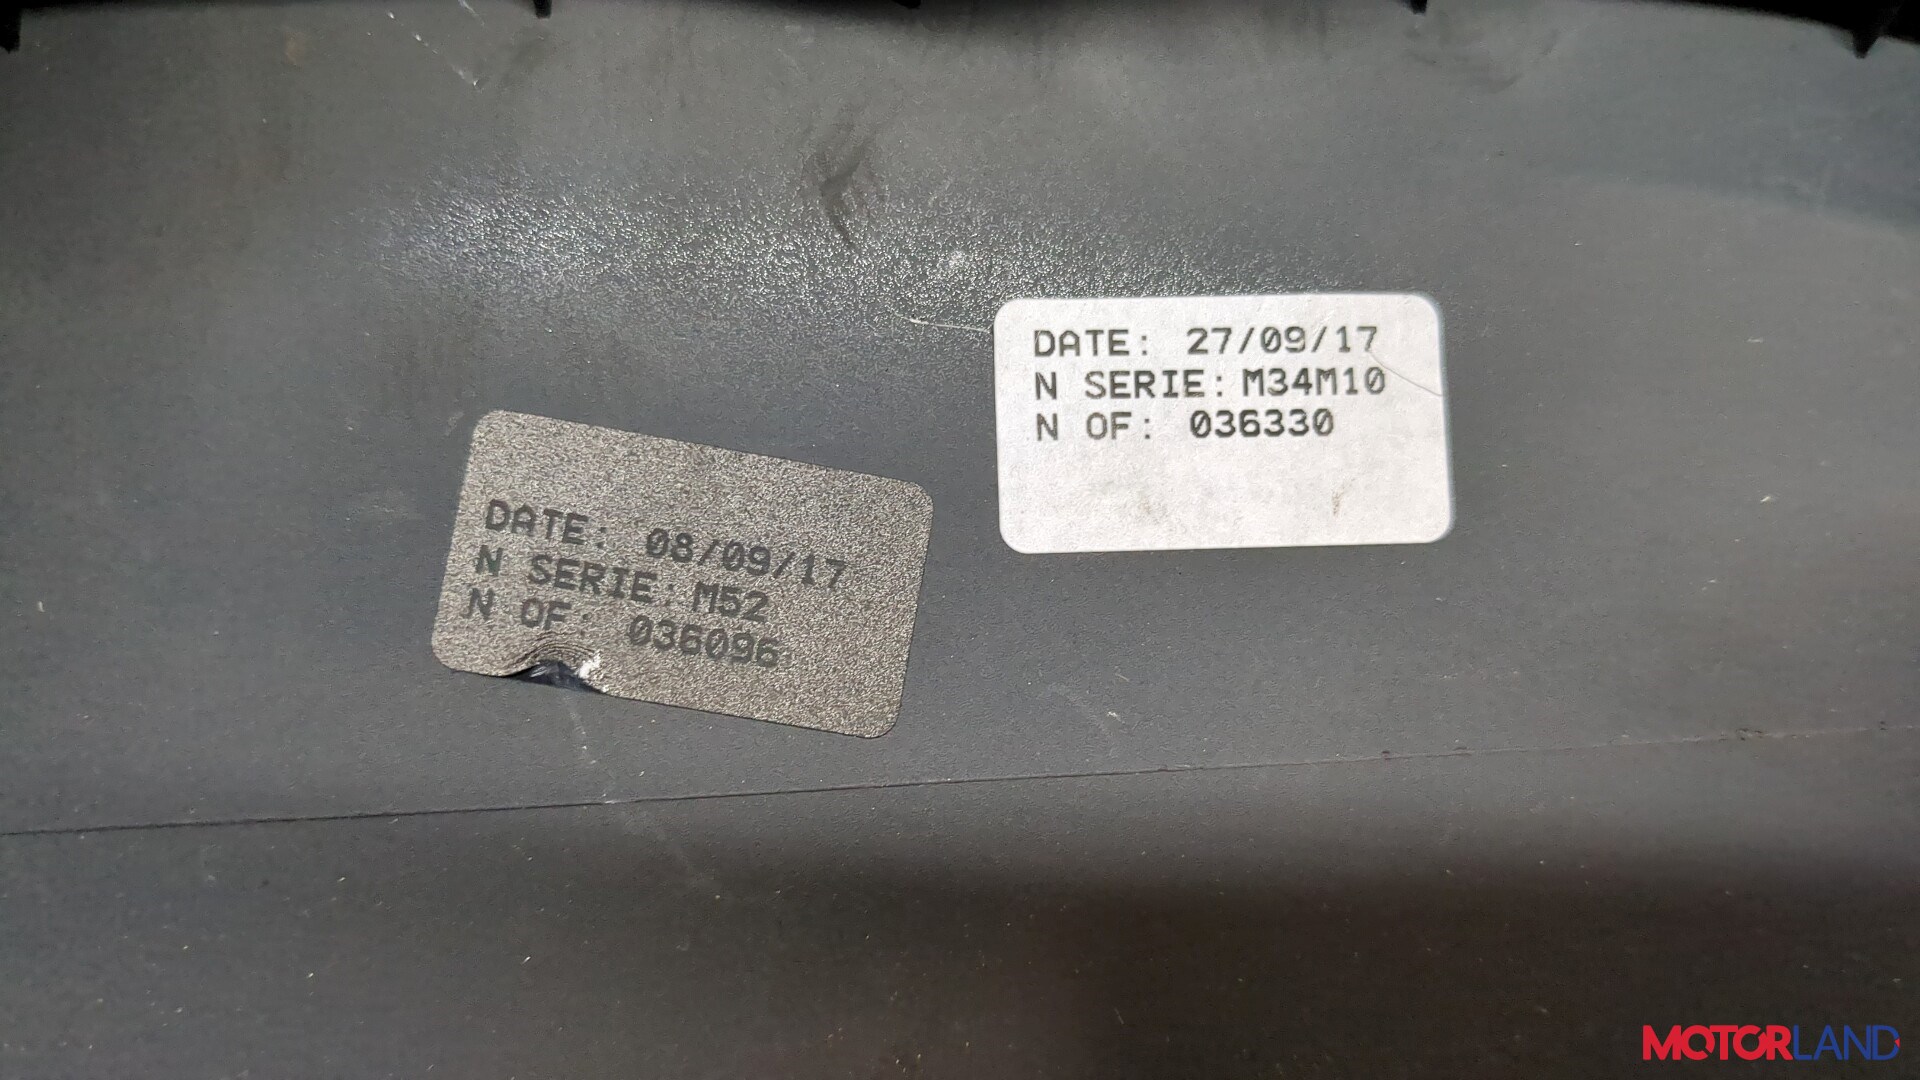 DATE: 27/09/17
N SERIE: M34M10
N OF: 036330
DATE: 08/09/17
N SERIE: M52
N OF: 036096
MOTORLAND